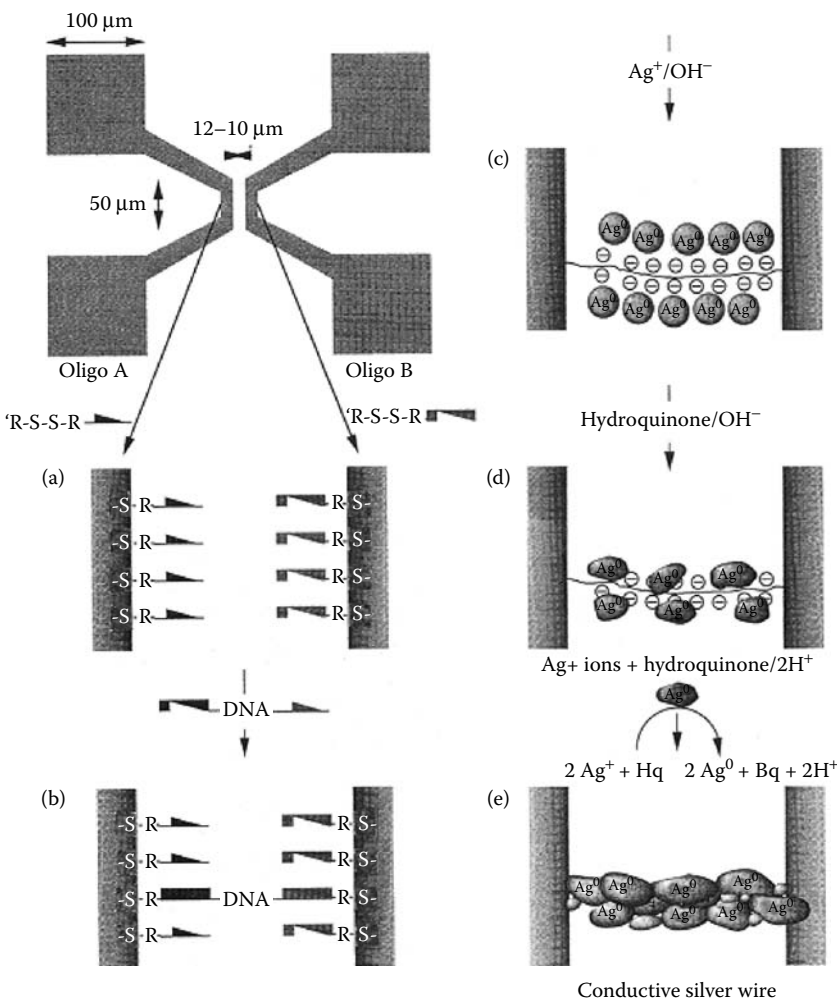 100 μm
12–10 μm
50 μm
Oligo A
Oligo B
‘R-S-S-R
‘R-S-S-R
(a)
-S R R S-
-S R R S-
-S R R S-
-S R R S-
DNA
(b)
-S R R S-
-S R R S-
-S R DNA R S-
-S R R S-
Ag⁺/OH⁻
(c)
Ag⁰ Ag⁰ Ag⁰ Ag⁰ Ag⁰
Ag⁰ Ag⁰ Ag⁰ Ag⁰ Ag⁰
Hydroquinone/OH⁻
(d)
Ag⁰ Ag⁰ Ag⁰
Ag⁰ Ag⁰ Ag⁰
Ag+ ions + hydroquinone/2H⁺
Ag⁰
2 Ag⁺ + Hq 2 Ag⁰ + Bq + 2H⁺
(e)
Ag⁰ Ag⁰ Ag⁰ Ag⁰
Ag⁰ Ag⁰ Ag⁰ Ag⁰
Conductive silver wire